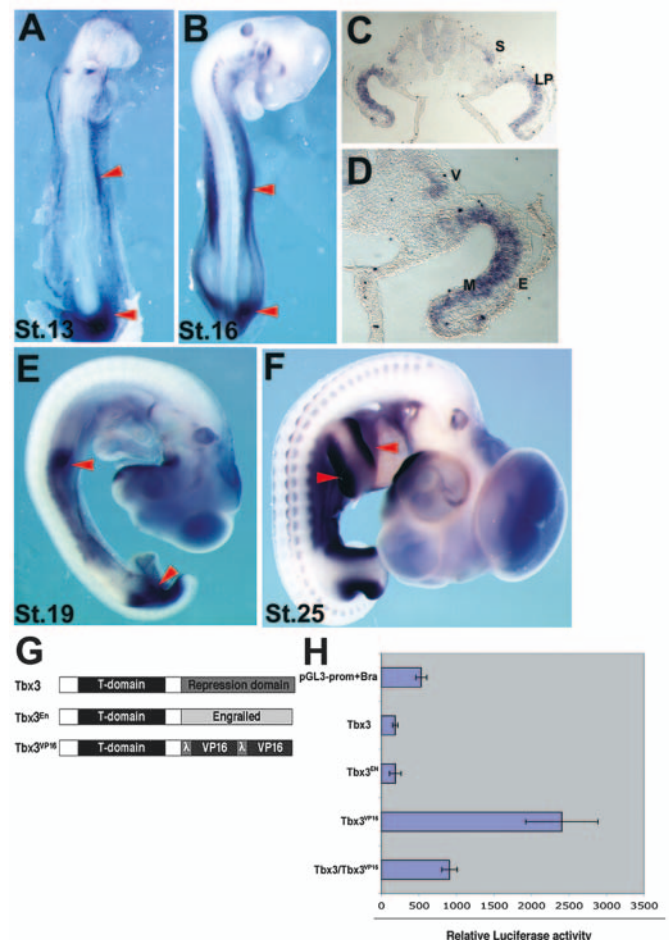 A
B
C
S
LP
D
V
M
E
St.13
St.16
E
F
St.19
St.25
G
Tbx3 T-domain Repression domain
Tbx3En T-domain Engrailed
Tbx3VP16 T-domain λ VP16 λ VP16
H
pGL3-prom+Bra
Tbx3
Tbx3EN
Tbx3VP16
Tbx3/Tbx3VP16
0 500 1000 1500 2000 2500 3000 3500
Relative Luciferase activity